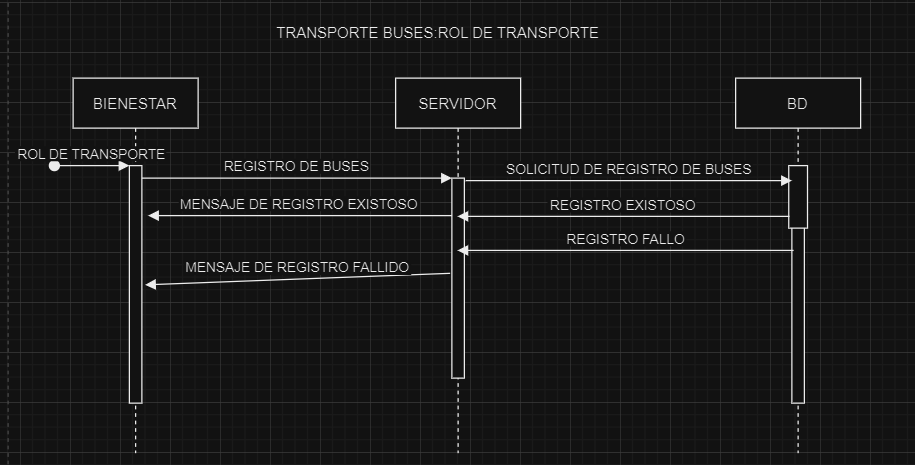 TRANSPORTE BUSES:ROL DE TRANSPORTE
BIENESTAR
SERVIDOR
BD
ROL DE TRANSPORTE
REGISTRO DE BUSES
SOLICITUD DE REGISTRO DE BUSES
MENSAJE DE REGISTRO EXISTOSO
REGISTRO EXISTOSO
REGISTRO FALLO
MENSAJE DE REGISTRO FALLIDO